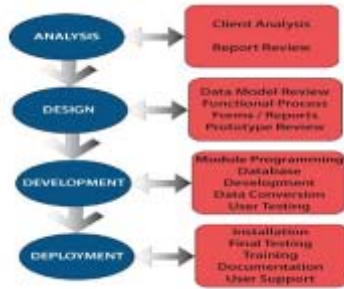 ANALYSIS
Client Analysis
Report Review
DESIGN
Data Model Review
Functional Process
Forms / Reports
Prototype Review
DEVELOPMENT
Module Programming
Database
Development
Data Conversion
User Testing
DEPLOYMENT
Installation
Final Testing
Training
Documentation
User Support